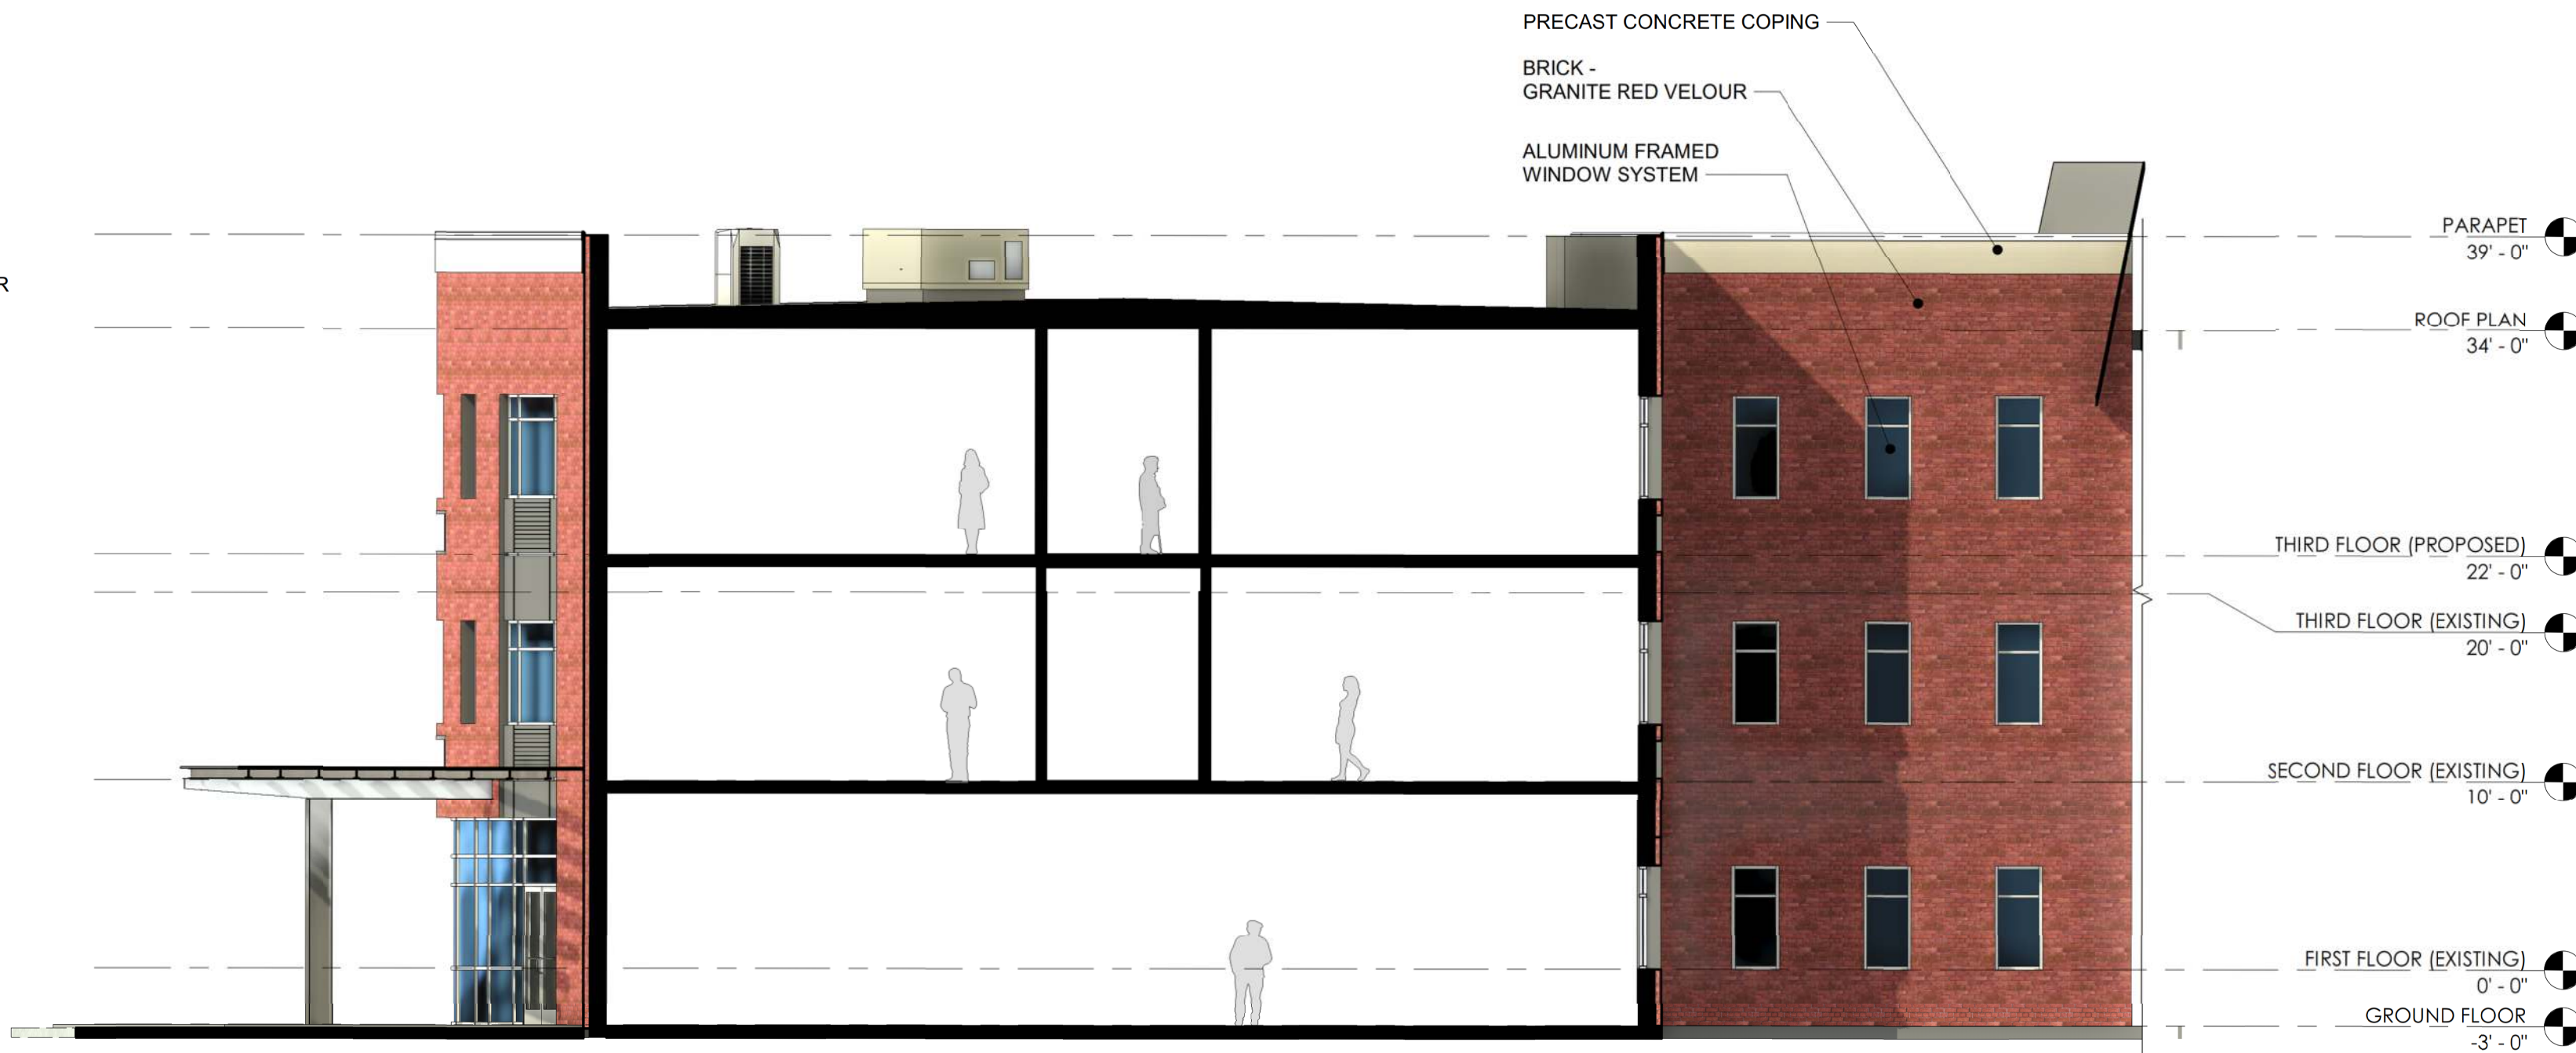 PRECAST CONCRETE COPING
BRICK -
GRANITE RED VELOUR
ALUMINUM FRAMED
WINDOW SYSTEM
R
PARAPET
39' - 0"
ROOF PLAN
34' - 0"
THIRD FLOOR (PROPOSED)
22' - 0"
THIRD FLOOR (EXISTING)
20' - 0"
SECOND FLOOR (EXISTING)
10' - 0"
FIRST FLOOR (EXISTING)
0' - 0"
GROUND FLOOR
-3' - 0"